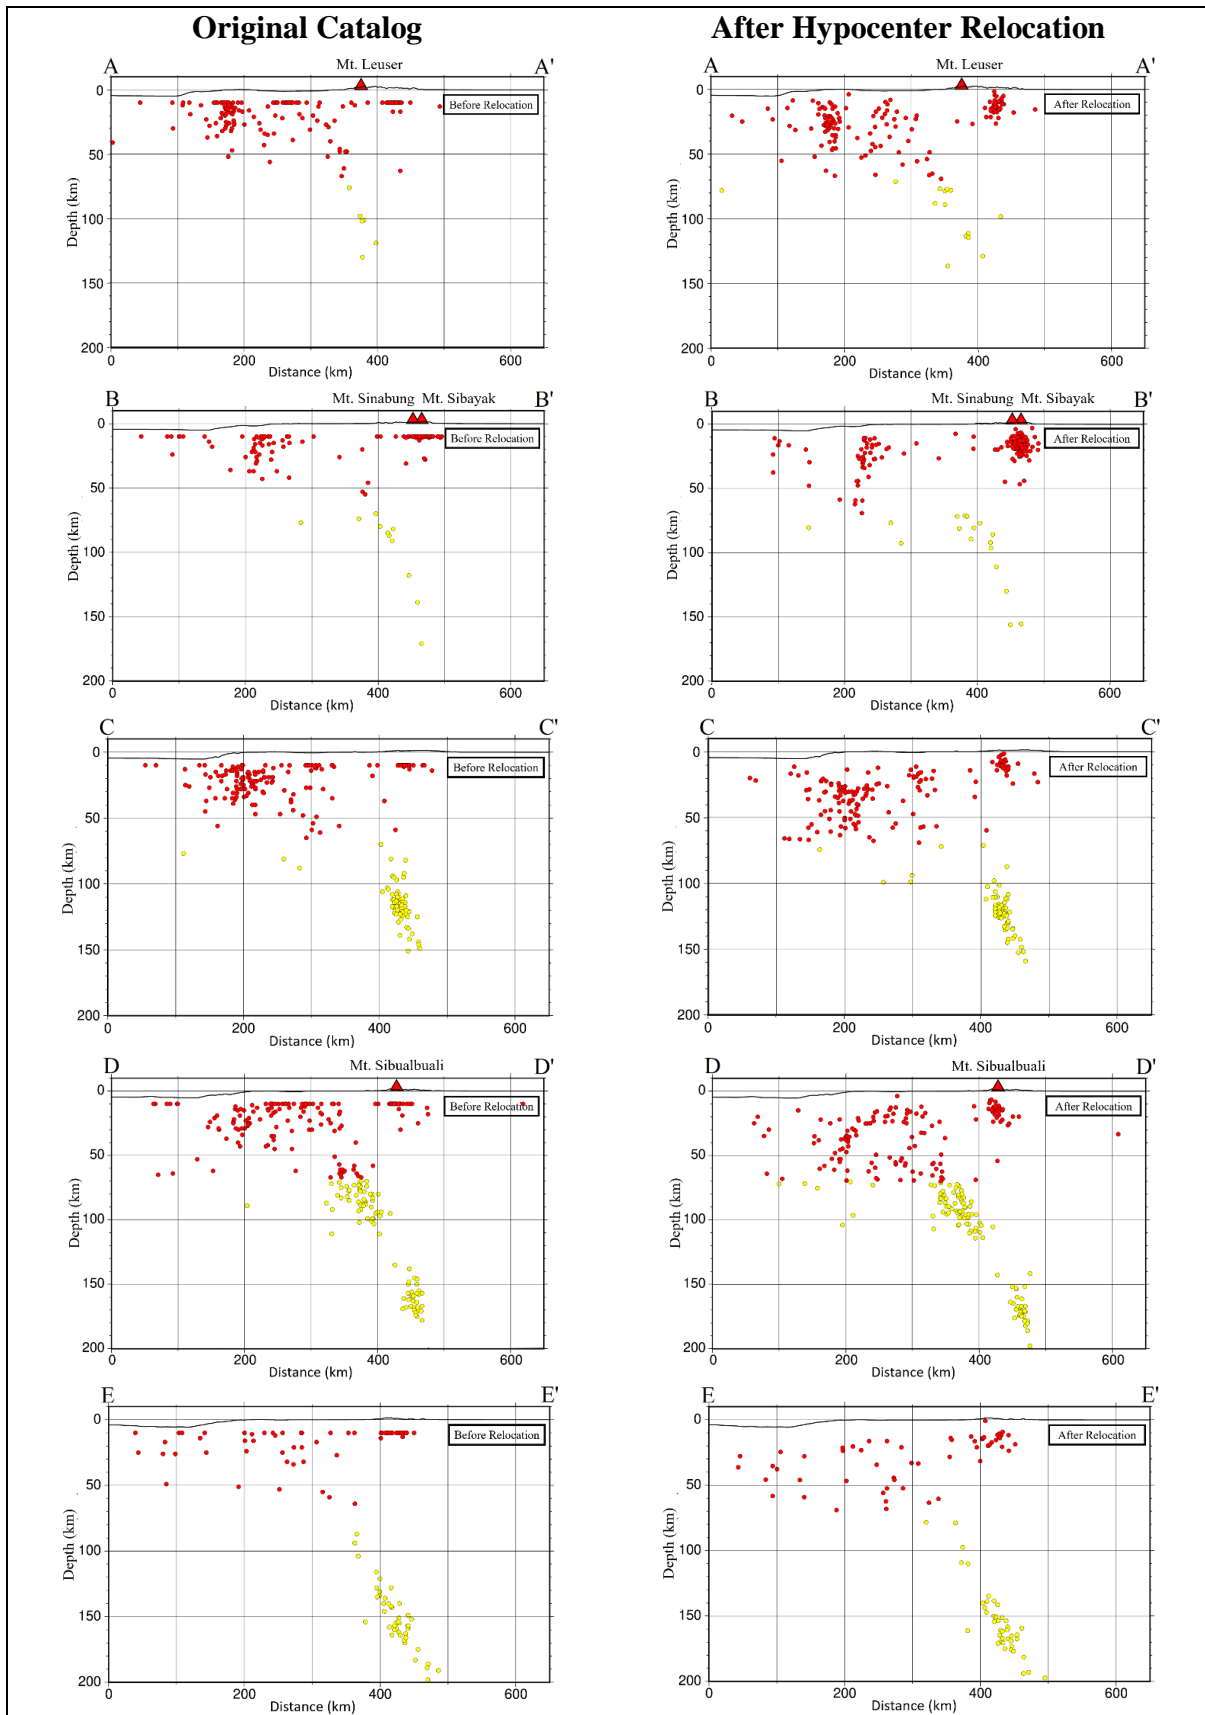 Original Catalog
After Hypocenter Relocation
A
Mt. Leuser
A'
Before Relocation
0
50
100
150
200
Depth (km)
0
200
400
600
Distance (km)
A
Mt. Leuser
A'
After Relocation
0
50
100
150
200
Depth (km)
0
200
400
600
Distance (km)
B
Mt. Sinabung Mt. Sibayak
B'
Before Relocation
0
50
100
150
200
Depth (km)
0
200
400
600
Distance (km)
B
Mt. Sinabung Mt. Sibayak
B'
After Relocation
0
50
100
150
200
Depth (km)
0
200
400
600
Distance (km)
C
C'
Before Relocation
0
50
100
150
200
Depth (km)
0
200
400
600
Distance (km)
C
C'
After Relocation
0
50
100
150
200
Depth (km)
0
200
400
600
Distance (km)
D
Mt. Sibualbuali
D'
Before Relocation
0
50
100
150
200
Depth (km)
0
200
400
600
Distance (km)
D
Mt. Sibualbuali
D'
After Relocation
0
50
100
150
200
Depth (km)
0
200
400
600
Distance (km)
E
E'
Before Relocation
0
50
100
150
200
Depth (km)
0
200
400
600
Distance (km)
E
E'
After Relocation
0
50
100
150
200
Depth (km)
0
200
400
600
Distance (km)